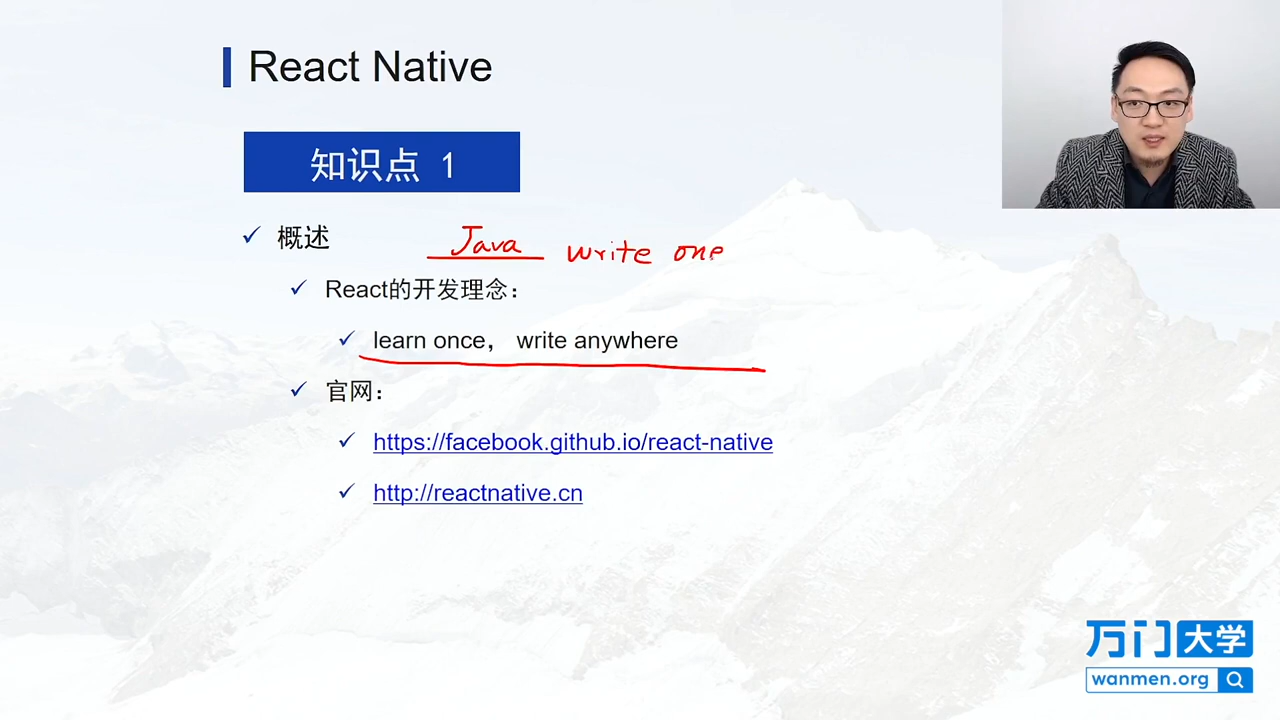 React Native
知识点 1
概述
Java write one
React的开发理念：
learn once， write anywhere
官网：
https://facebook.github.io/react-native
http://reactnative.cn
万门大学
wanmen.org